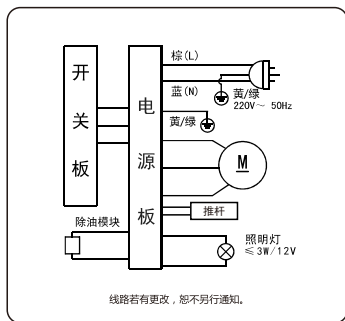 棕(L)
开关板
电源板
蓝(N)
黄/绿
220V～ 50Hz
黄/绿
M
推杆
除油模块
照明灯
≤ 3W/12V
线路若有更改，恕不另行通知。